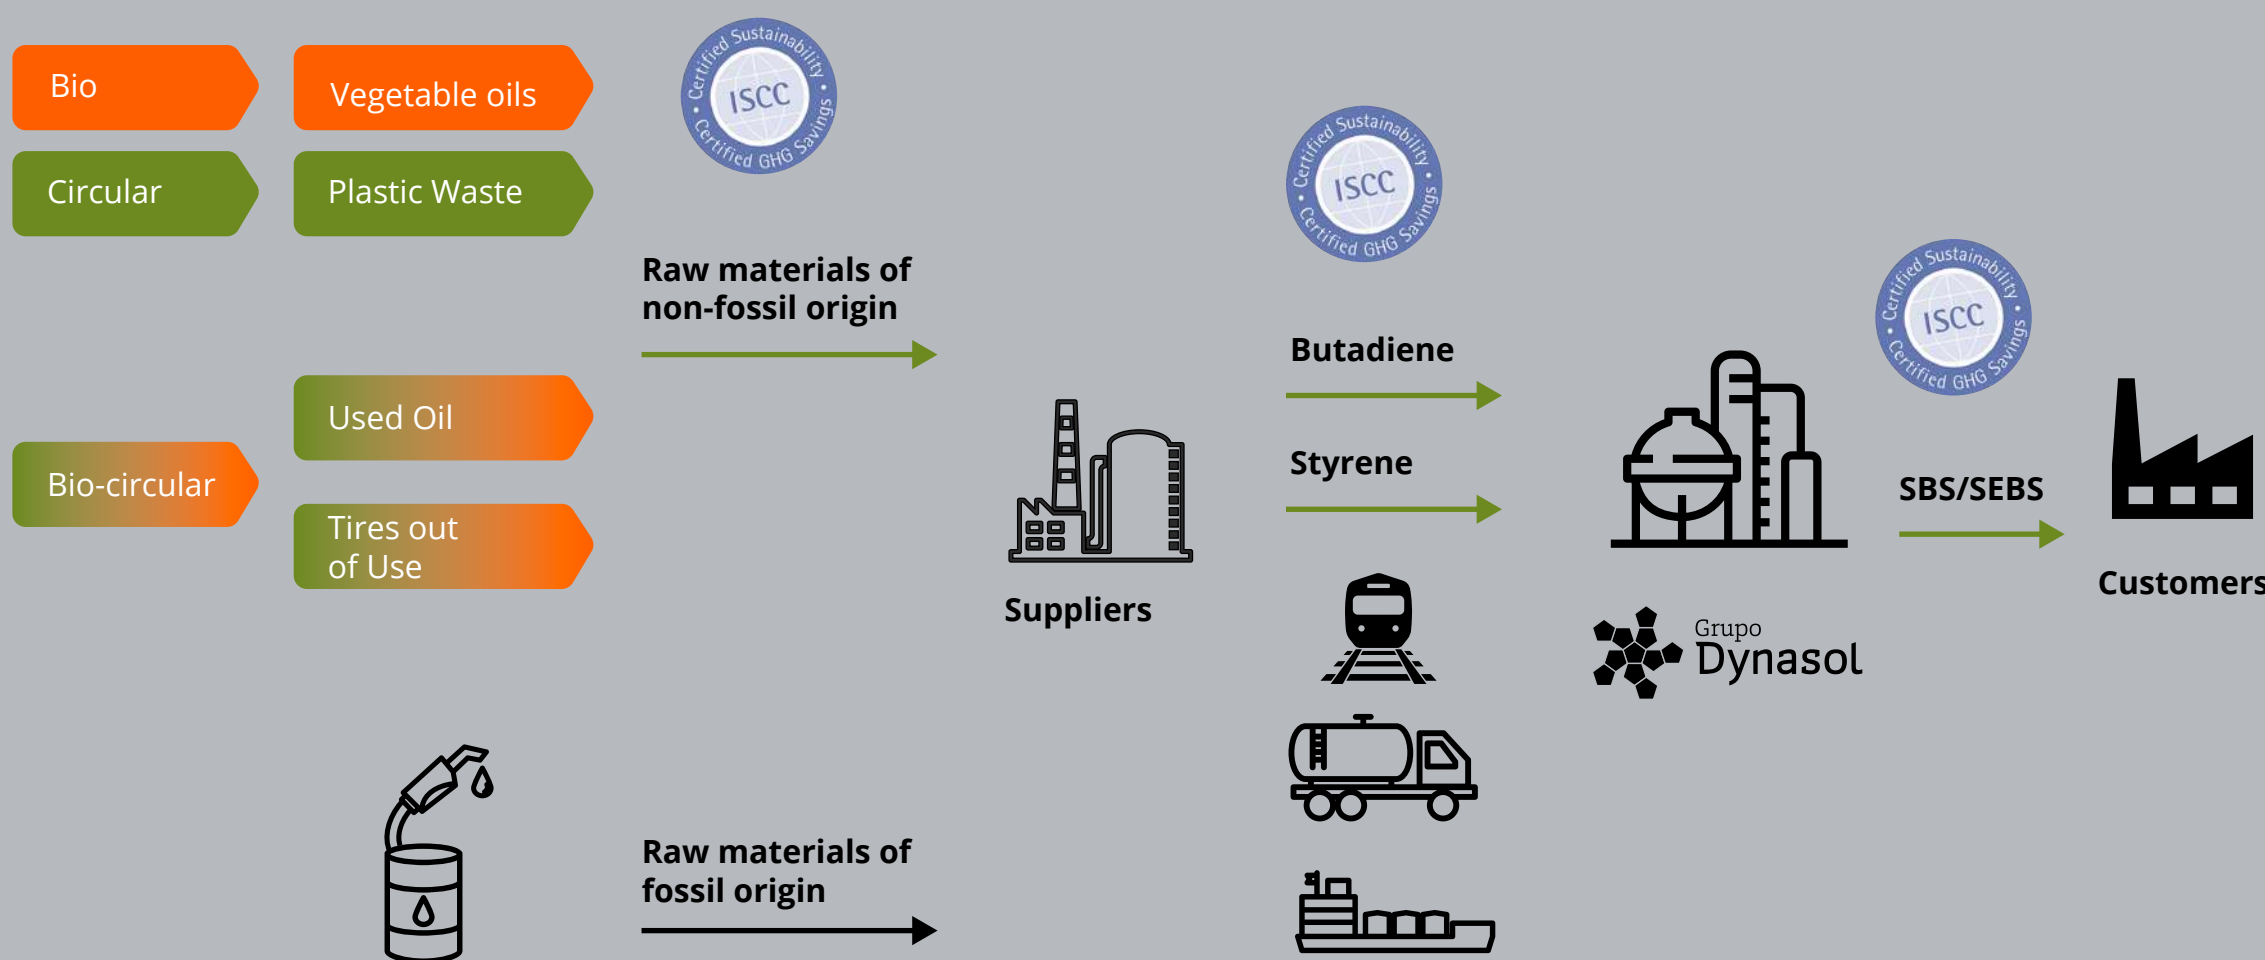 Bio
Vegetable oils
Circular
Plastic Waste
Bio-circular
Used Oil
Tires out
of Use
Certified Sustainability
ISCC
Certified GHG Savings
Raw materials of
non-fossil origin
Suppliers
Raw materials of
fossil origin
Certified Sustainability
ISCC
Certified GHG Savings
Butadiene
Styrene
Grupo
Dynasol
Certified Sustainability
ISCC
Certified GHG Savings
SBS/SEBS
Customers